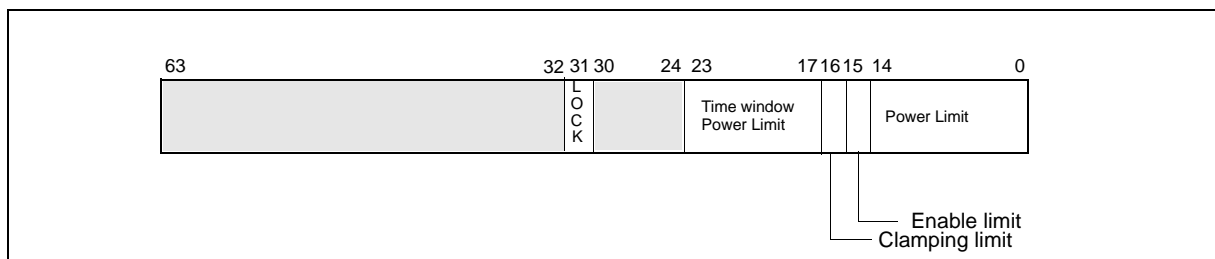 63 32 31 30 24 23 17 16 15 14 0
LOCK
Time window
Power Limit
Power Limit
Enable limit
Clamping limit